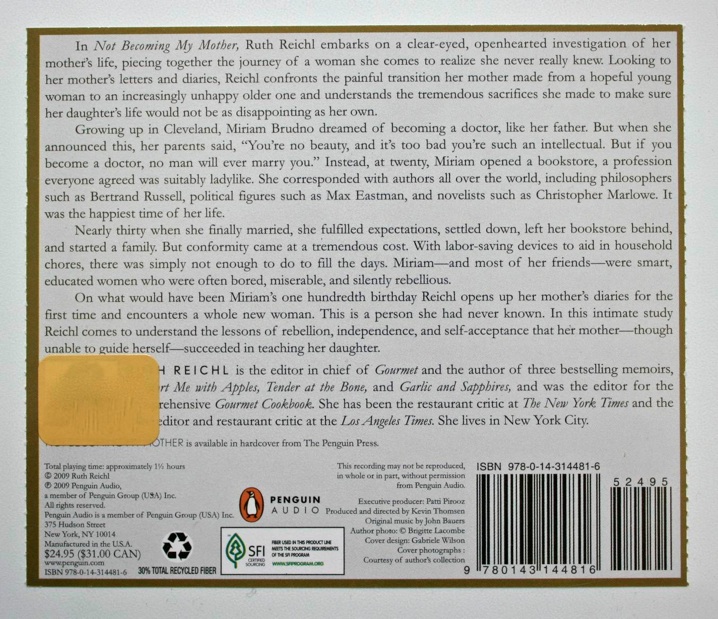 In Not Becoming My Mother, Ruth Reichl embarks on a clear-eyed, openhearted investigation of her
mother's life, piecing together the journey of a woman she comes to realize she never really knew. Looking to
her mother's letters and diaries, Reichl confronts the painful transition her mother made from a hopeful young
woman to an increasingly unhappy older one and understands the tremendous sacrifices she made to make sure
her daughter's life would not be as disappointing as her own.
Growing up in Cleveland, Miriam Brudno dreamed of becoming a doctor, like her father. But when she
announced this, her parents said, “You're no beauty, and it's too bad you're such an intellectual. But if you
become a doctor, no man will ever marry you.” Instead, at twenty, Miriam opened a bookstore, a profession
everyone agreed was suitably ladylike. She corresponded with authors all over the world, including philosophers
such as Bertrand Russell, political figures such as Max Eastman, and novelists such as Christopher Marlowe. It
was the happiest time of her life.
Nearly thirty when she finally married, she fulfilled expectations, settled down, left her bookstore behind,
and started a family. But conformity came at a tremendous cost. With labor-saving devices to aid in household
chores, there was simply not enough to do to fill the days. Miriam—and most of her friends—were smart,
educated women who were often bored, miserable, and silently rebellious.
On what would have been Miriam's one hundredth birthday Reichl opens up her mother's diaries for the
first time and encounters a whole new woman. This is a person she had never known. In this intimate study
Reichl comes to understand the lessons of rebellion, independence, and self-acceptance that her mother—though
unable to guide herself—succeeded in teaching her daughter.
H REICHL is the editor in chief of Gourmet and the author of three bestselling memoirs,
rt Me with Apples, Tender at the Bone, and Garlic and Sapphires, and was the editor for the
rehensive Gourmet Cookbook. She has been the restaurant critic at The New York Times and the
editor and restaurant critic at the Los Angeles Times. She lives in New York City.
OTHER is available in hardcover from The Penguin Press.
Total playing time: approximately 1½ hours
© 2009 Ruth Reichl
℗ 2009 Penguin Audio,
a member of Penguin Group (USA) Inc.
All rights reserved.
Penguin Audio is a member of Penguin Group (USA) Inc.
375 Hudson Street
New York, NY 10014
Manufactured in the U.S.A.
$24.95 ($31.00 CAN)
www.penguin.com
ISBN 978-0-14-314481-6
30% TOTAL RECYCLED FIBER
PENGUIN
AUDIO
SFI
CERTIFIED
SOURCING
FIBER USED IN THIS PRODUCT LINE
MEETS THE SOURCING REQUIREMENTS
OF THE SFI PROGRAM
WWW.SFIPROGRAM.ORG
This recording may not be reproduced,
in whole or in part, without permission
from Penguin Audio.
Executive producer: Patti Pirooz
Produced and directed by Kevin Thomsen
Original music by John Bauers
Author photo: © Brigitte Lacombe
Cover design: Gabriele Wilson
Cover photographs :
Courtesy of author's collection
ISBN 978-0-14-314481-6
52495
9 780143 144816